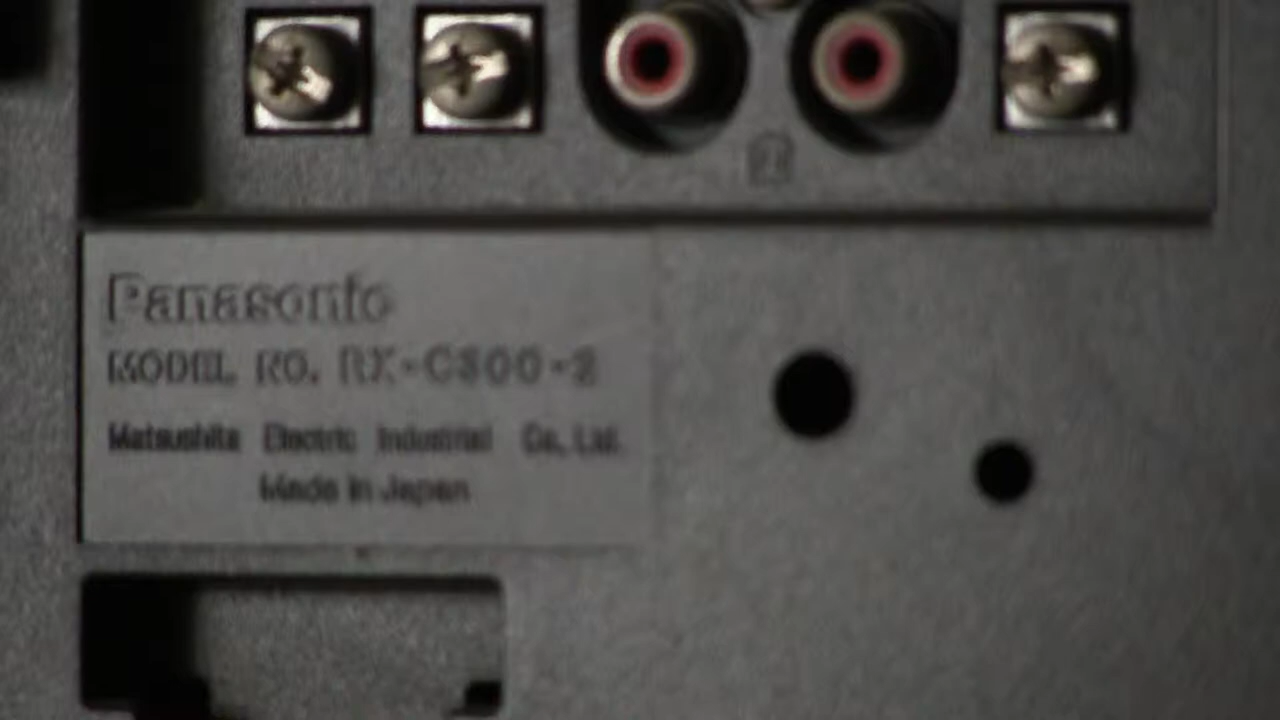 Panasonic
MODEL NO. RX-C300-2
Matsushita Electric Industrial Co., Ltd.
Made in Japan